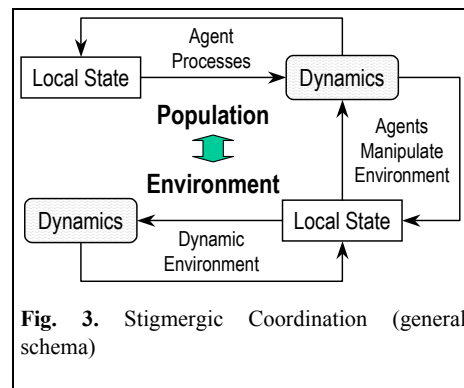 Agent
Processes
Local State
Dynamics
Population
Agents
Manipulate
Environment
Environment
Dynamics
Local State
Dynamic
Environment
Fig. 3. Stigmergic Coordination (general
schema)